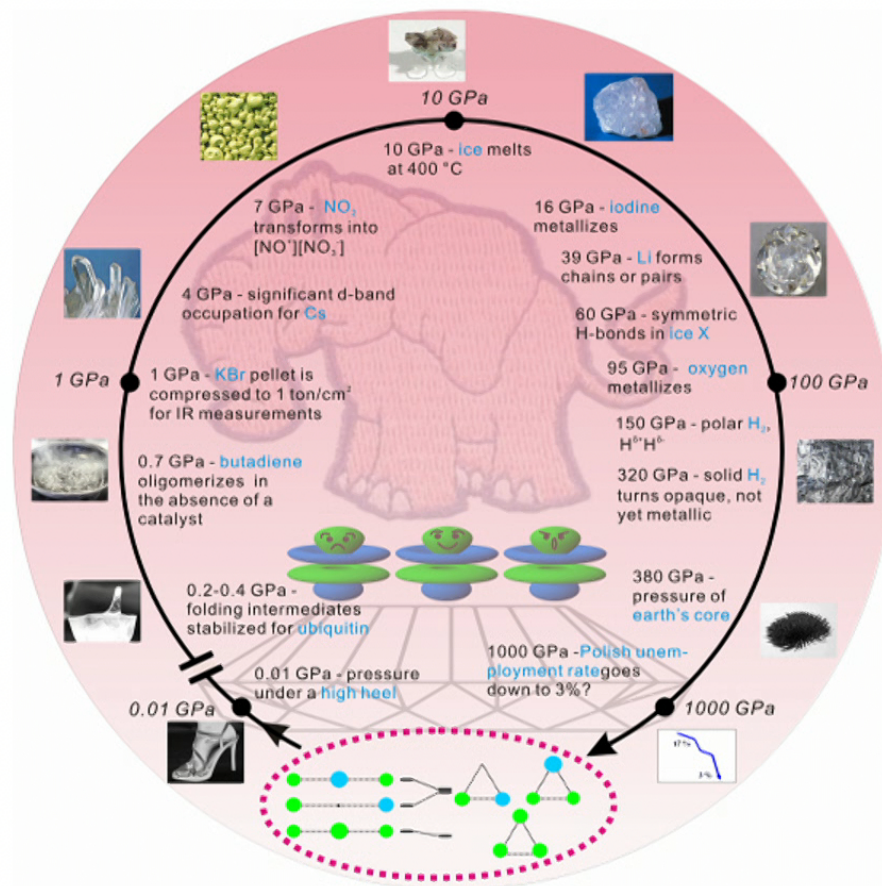 10 GPa
10 GPa - ice melts
at 400 °C
7 GPa - NO₂
transforms into
[NO⁺][NO₃⁻]
4 GPa - significant d-band
occupation for Cs
1 GPa
1 GPa - KBr pellet is
compressed to 1 ton/cm²
for IR measurements
0.7 GPa - butadiene
oligomerizes in
the absence of a
catalyst
0.2-0.4 GPa -
folding intermediates
stabilized for ubiquitin
0.01 GPa - pressure
under a high heel
0.01 GPa
16 GPa - iodine
metallizes
39 GPa - Li forms
chains or pairs
60 GPa - symmetric
H-bonds in ice X
95 GPa - oxygen
metallizes
100 GPa
150 GPa - polar H₂,
Hᵟ⁺Hᵟ⁻
320 GPa - solid H₂
turns opaque, not
yet metallic
380 GPa -
pressure of
earth's core
1000 GPa -Polish unem-
ployment rategoes
down to 3%?
1000 GPa
3 %